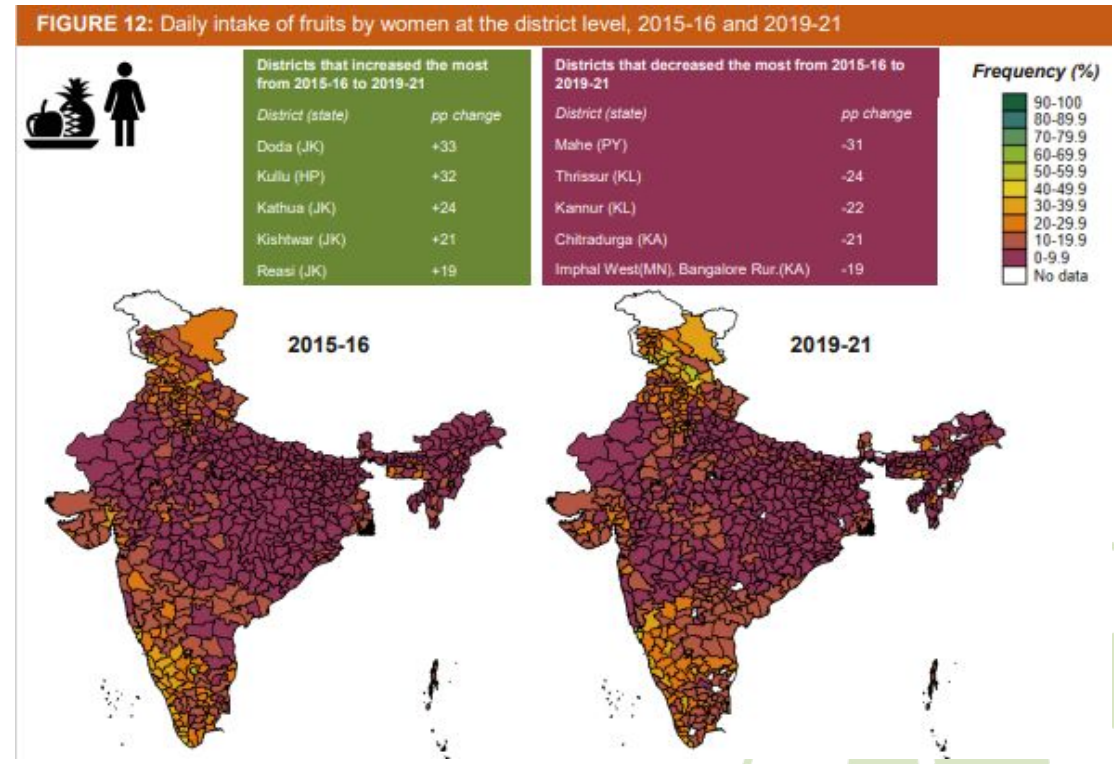 FIGURE 12: Daily intake of fruits by women at the district level, 2015-16 and 2019-21
Districts that increased the most
from 2015-16 to 2019-21
District (state) pp change
Doda (JK) +33
Kullu (HP) +32
Kathua (JK) +24
Kishtwar (JK) +21
Reasi (JK) +19
Districts that decreased the most from 2015-16 to
2019-21
District (state) pp change
Mahe (PY) -31
Thrissur (KL) -24
Kannur (KL) -22
Chitradurga (KA) -21
Imphal West(MN), Bangalore Rur.(KA) -19
Frequency (%)
90-100
80-89.9
70-79.9
60-69.9
50-59.9
40-49.9
30-39.9
20-29.9
10-19.9
0-9.9
No data
2015-16
2019-21